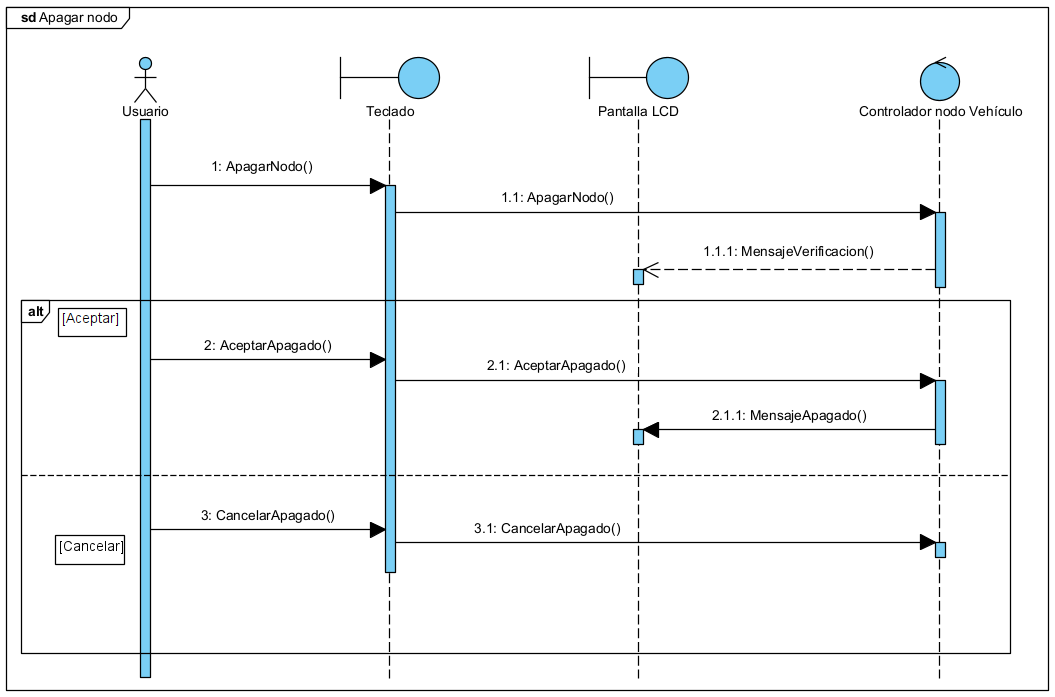 sd Apagar nodo
Usuario
Teclado
Pantalla LCD
Controlador nodo Vehículo
1: ApagarNodo()
1.1: ApagarNodo()
1.1.1: MensajeVerificacion()
alt
[Aceptar]
2: AceptarApagado()
2.1: AceptarApagado()
2.1.1: MensajeApagado()
3: CancelarApagado()
3.1: CancelarApagado()
[Cancelar]